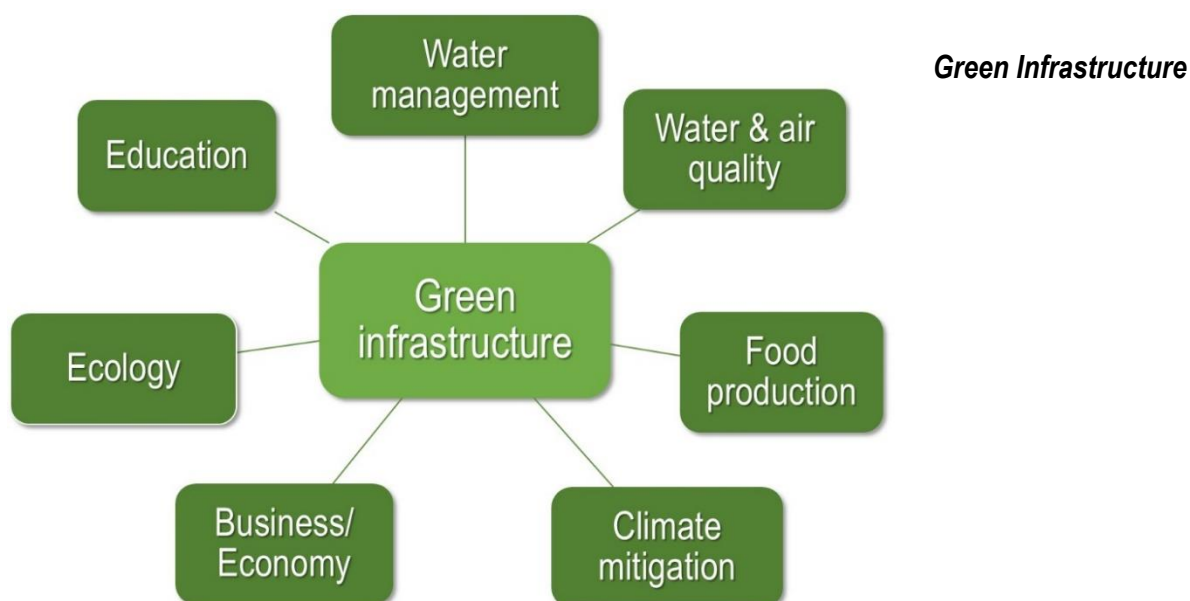 Green Infrastructure
Water
management
Water & air
quality
Education
Green
infrastructure
Food
production
Ecology
Business/
Economy
Climate
mitigation